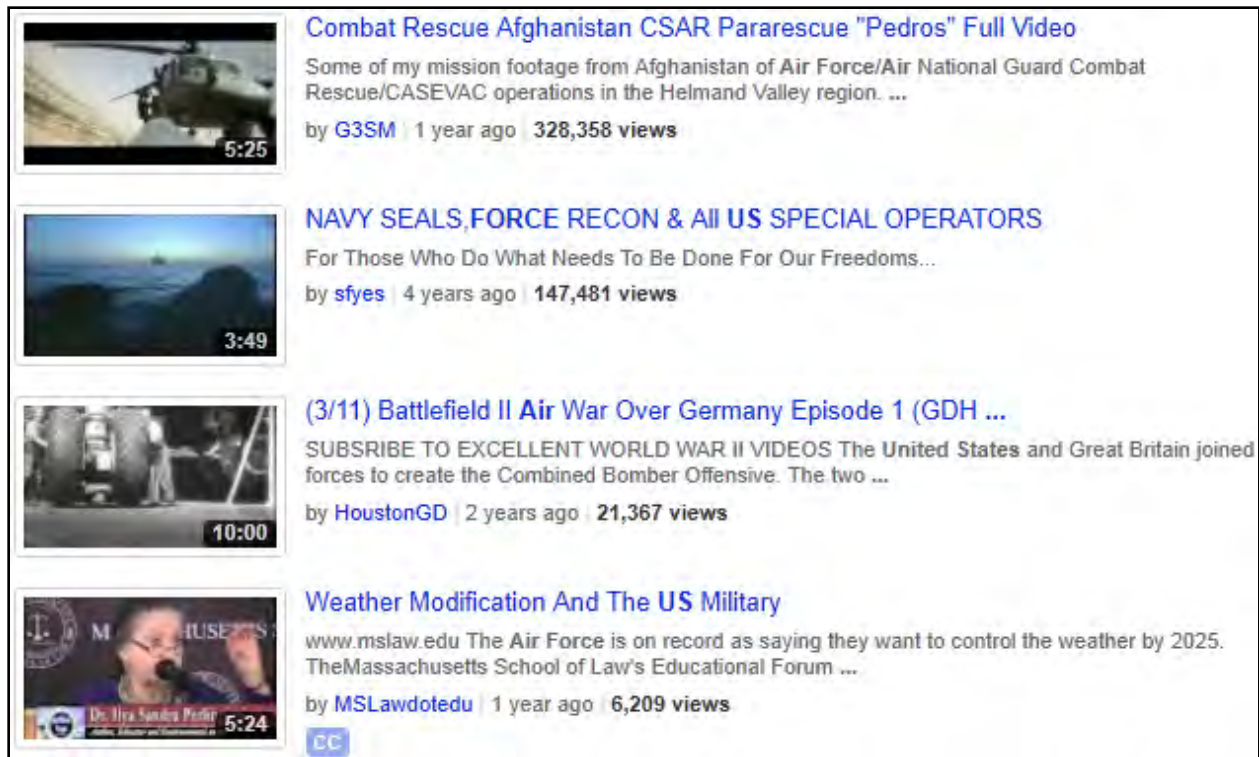 Combat Rescue Afghanistan CSAR Pararescue "Pedros" Full Video
Some of my mission footage from Afghanistan of Air Force/Air National Guard Combat
Rescue/CASEVAC operations in the Helmand Valley region. ...
by G3SM | 1 year ago | 328,358 views
5:25
NAVY SEALS,FORCE RECON & All US SPECIAL OPERATORS
For Those Who Do What Needs To Be Done For Our Freedoms...
by sfyes | 4 years ago | 147,481 views
3:49
(3/11) Battlefield II Air War Over Germany Episode 1 (GDH ...
SUBSRIBE TO EXCELLENT WORLD WAR II VIDEOS The United States and Great Britain joined
forces to create the Combined Bomber Offensive. The two ...
by HoustonGD | 2 years ago | 21,367 views
10:00
Weather Modification And The US Military
www.mslaw.edu The Air Force is on record as saying they want to control the weather by 2025.
TheMassachusetts School of Law's Educational Forum ...
by MSLawdotedu | 1 year ago | 6,209 views
Dr. Sandra
5:24
CC